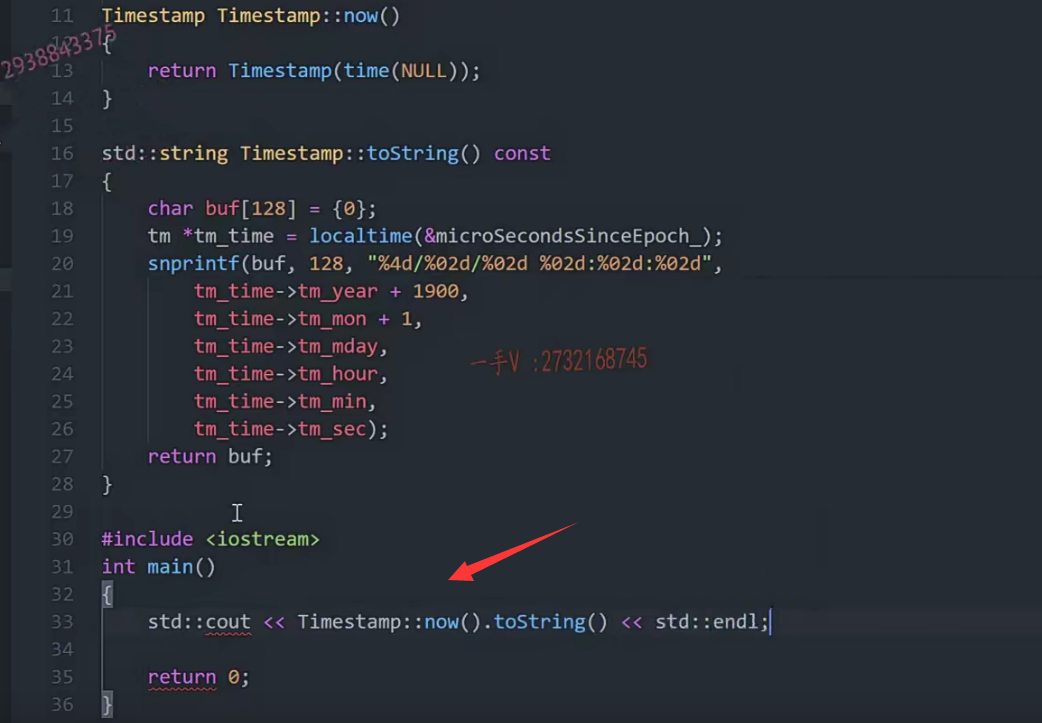 11 Timestamp Timestamp::now()
12 {
2938843375
13     return Timestamp(time(NULL));
14 }
15
16 std::string Timestamp::toString() const
17 {
18     char buf[128] = {0};
19     tm *tm_time = localtime(&microSecondsSinceEpoch_);
20     snprintf(buf, 128, "%4d/%02d/%02d %02d:%02d:%02d",
21         tm_time->tm_year + 1900,
22         tm_time->tm_mon + 1,
23         tm_time->tm_mday,
一手V :2732168745
24         tm_time->tm_hour,
25         tm_time->tm_min,
26         tm_time->tm_sec);
27     return buf;
28 }
29
30 #include <iostream>
31 int main()
32 {
33     std::cout << Timestamp::now().toString() << std::endl;
34
35     return 0;
36 }